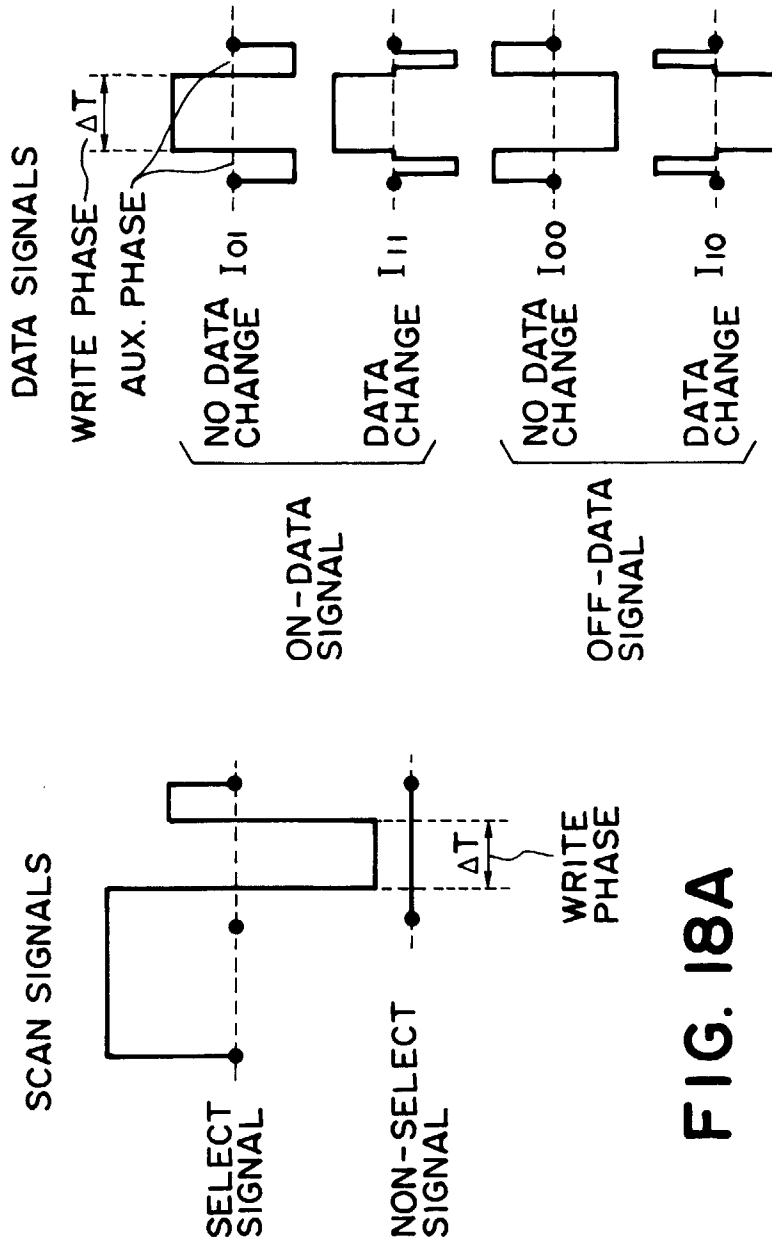 SCAN SIGNALS
SELECT
SIGNAL
NON-SELECT
SIGNAL
ΔT
WRITE
PHASE
DATA SIGNALS
WRITE PHASE
ΔT
AUX. PHASE
ON-DATA
SIGNAL
NO DATA
CHANGE
I01
DATA
CHANGE
I11
OFF-DATA
SIGNAL
NO DATA
CHANGE
I00
DATA
CHANGE
I10
FIG. 18A